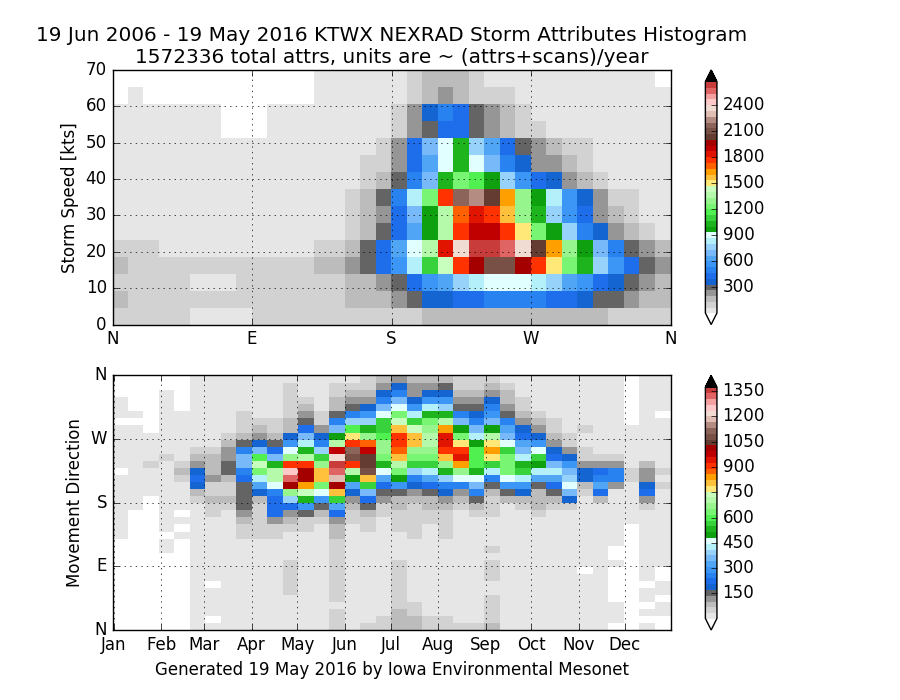 19 Jun 2006 - 19 May 2016 KTWX NEXRAD Storm Attributes Histogram
1572336 total attrs, units are ~ (attrs+scans)/year
70
60
50
40
30
20
10
0
Storm Speed [kts]
N E S W N
2400
2100
1800
1500
1200
900
600
300
N
W
S
E
N
Movement Direction
Jan Feb Mar Apr May Jun Jul Aug Sep Oct Nov Dec
1350
1200
1050
900
750
600
450
300
150
Generated 19 May 2016 by Iowa Environmental Mesonet